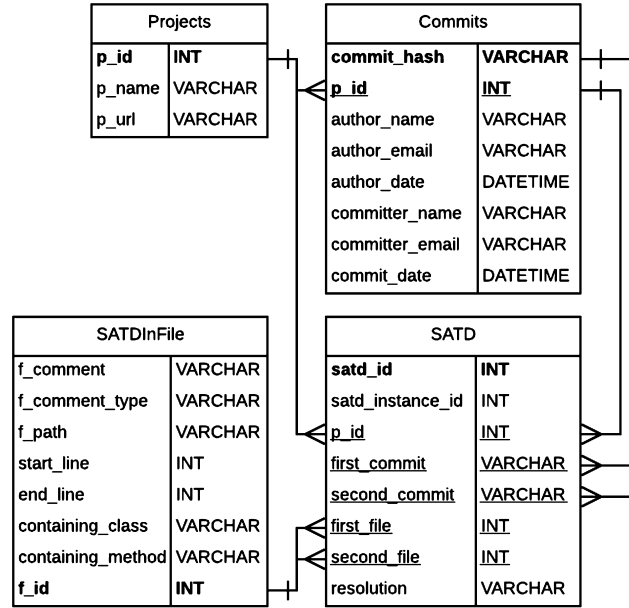 Projects
p_id INT
p_name VARCHAR
p_url VARCHAR
Commits
commit_hash VARCHAR
p_id INT
author_name VARCHAR
author_email VARCHAR
author_date DATETIME
committer_name VARCHAR
committer_email VARCHAR
commit_date DATETIME
SATDInFile
f_comment VARCHAR
f_comment_type VARCHAR
f_path VARCHAR
start_line INT
end_line INT
containing_class VARCHAR
containing_method VARCHAR
f_id INT
SATD
satd_id INT
satd_instance_id INT
p_id INT
first_commit VARCHAR
second_commit VARCHAR
first_file INT
second_file INT
resolution VARCHAR